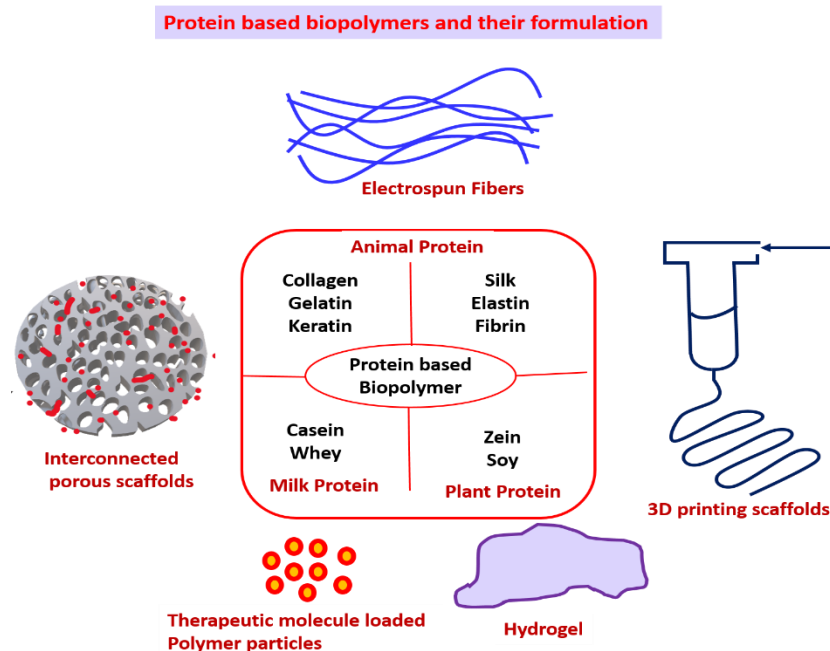 Protein based biopolymers and their formulation
Electrospun Fibers
Animal Protein
Collagen
Gelatin
Keratin
Silk
Elastin
Fibrin
Protein based
Biopolymer
Casein
Whey
Milk Protein
Zein
Soy
Plant Protein
Interconnected
porous scaffolds
3D printing scaffolds
Therapeutic molecule loaded
Polymer particles
Hydrogel